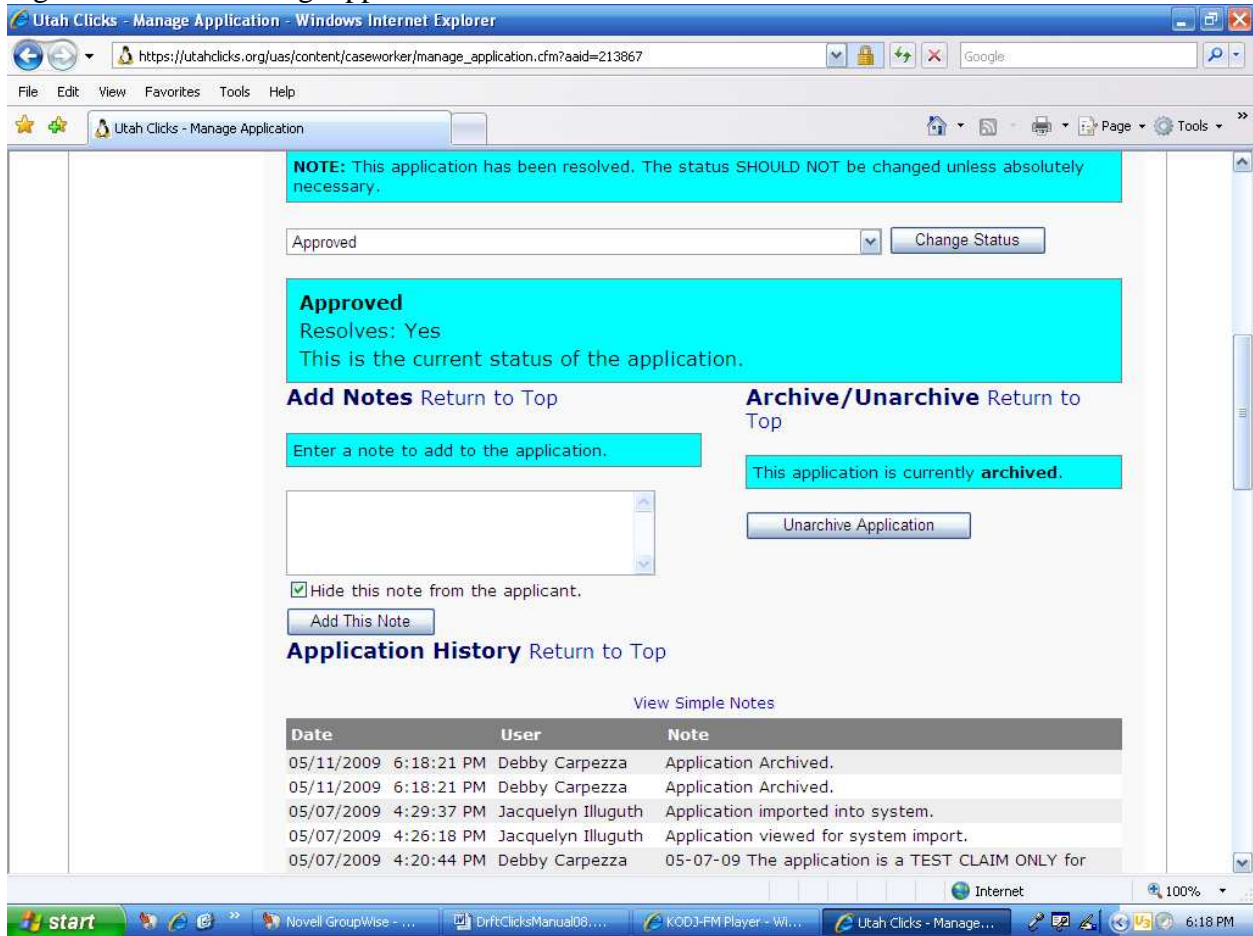 Utah Clicks - Manage Application - Windows Internet Explorer
https://utahclicks.org/uas/content/caseworker/manage_application.cfm?aaid=213867
Google
File Edit View Favorites Tools Help
Utah Clicks - Manage Application
Page Tools
NOTE: This application has been resolved. The status SHOULD NOT be changed unless absolutely
necessary.
Approved
Change Status
Approved
Resolves: Yes
This is the current status of the application.
Add Notes Return to Top
Enter a note to add to the application.
Hide this note from the applicant.
Add This Note
Archive/Unarchive Return to
Top
This application is currently archived.
Unarchive Application
Application History Return to Top
View Simple Notes
Date User Note
05/11/2009 6:18:21 PM Debby Carpezza Application Archived.
05/11/2009 6:18:21 PM Debby Carpezza Application Archived.
05/07/2009 4:29:37 PM Jacquelyn Illuguth Application imported into system.
05/07/2009 4:26:18 PM Jacquelyn Illuguth Application viewed for system import.
05/07/2009 4:20:44 PM Debby Carpezza 05-07-09 The application is a TEST CLAIM ONLY for
Internet 100%
start Novell GroupWise - ... DrftClicksManual08.... KODJ-FM Player - Wi... Utah Clicks - Manage... 6:18 PM